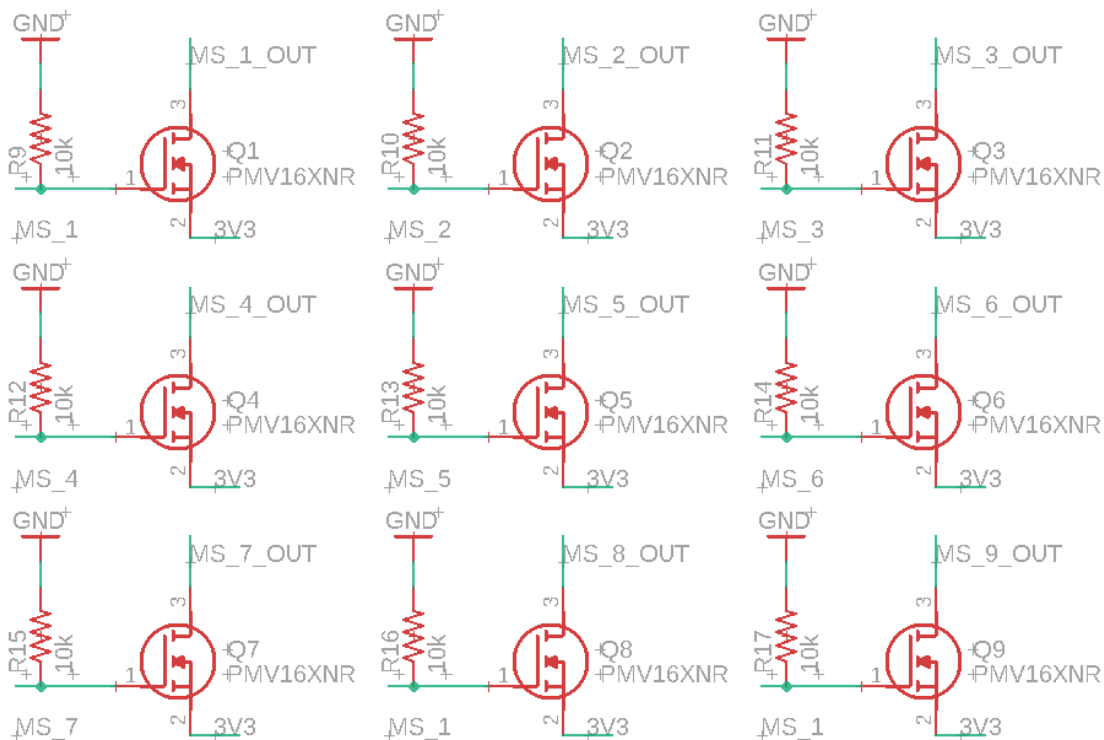 GND GND GND
MS_1_OUT MS_2_OUT MS_3_OUT
3 3 3
R9 10k Q1 R10 10k Q2 R11 10k Q3
1 PMV16XNR 1 PMV16XNR 1 PMV16XNR
MS_1 2 3V3 MS_2 2 3V3 MS_3 2 3V3
GND GND GND
MS_4_OUT MS_5_OUT MS_6_OUT
3 3 3
R12 10k Q4 R13 10k Q5 R14 10k Q6
1 PMV16XNR 1 PMV16XNR 1 PMV16XNR
MS_4 2 3V3 MS_5 2 3V3 MS_6 2 3V3
GND GND GND
MS_7_OUT MS_8_OUT MS_9_OUT
3 3 3
R15 10k Q7 R16 10k Q8 R17 10k Q9
1 PMV16XNR 1 PMV16XNR 1 PMV16XNR
MS_7 2 3V3 MS_1 2 3V3 MS_1 2 3V3